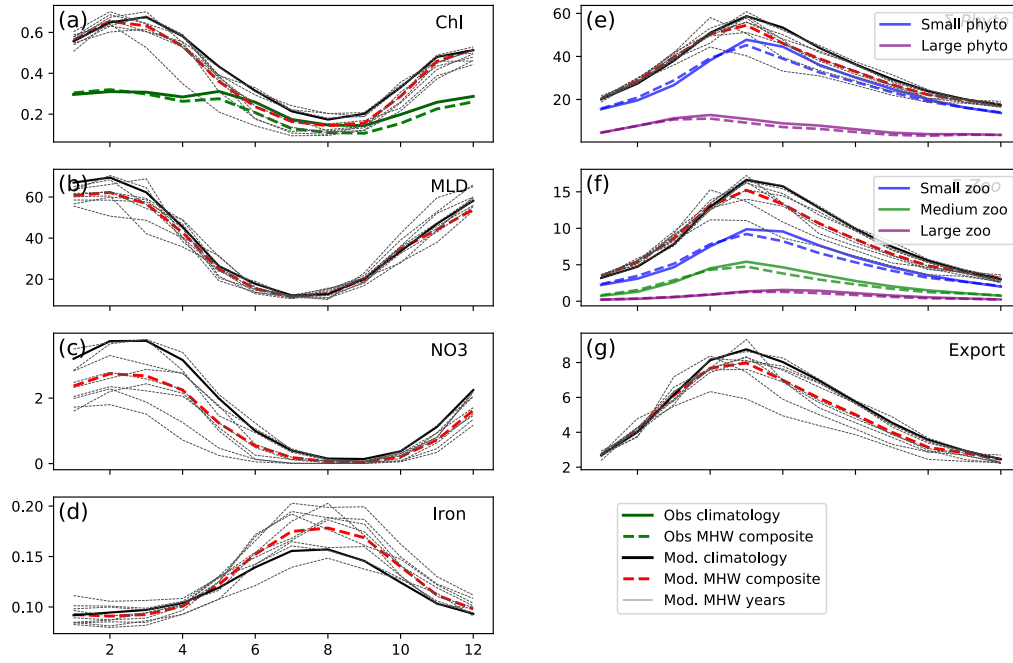 (a)
Chl
0.6
0.4
0.2
(b)
MLD
60
40
20
(c)
NO3
2
0
(d)
Iron
0.20
0.15
0.10
2
4
6
8
10
12
(e)
Σ Phyto
Small phyto
Large phyto
60
40
20
(f)
Σ Zoo
Small zoo
Medium zoo
Large zoo
15
10
5
0
(g)
Export
8
6
4
2
Obs climatology
Obs MHW composite
Mod. climatology
Mod. MHW composite
Mod. MHW years